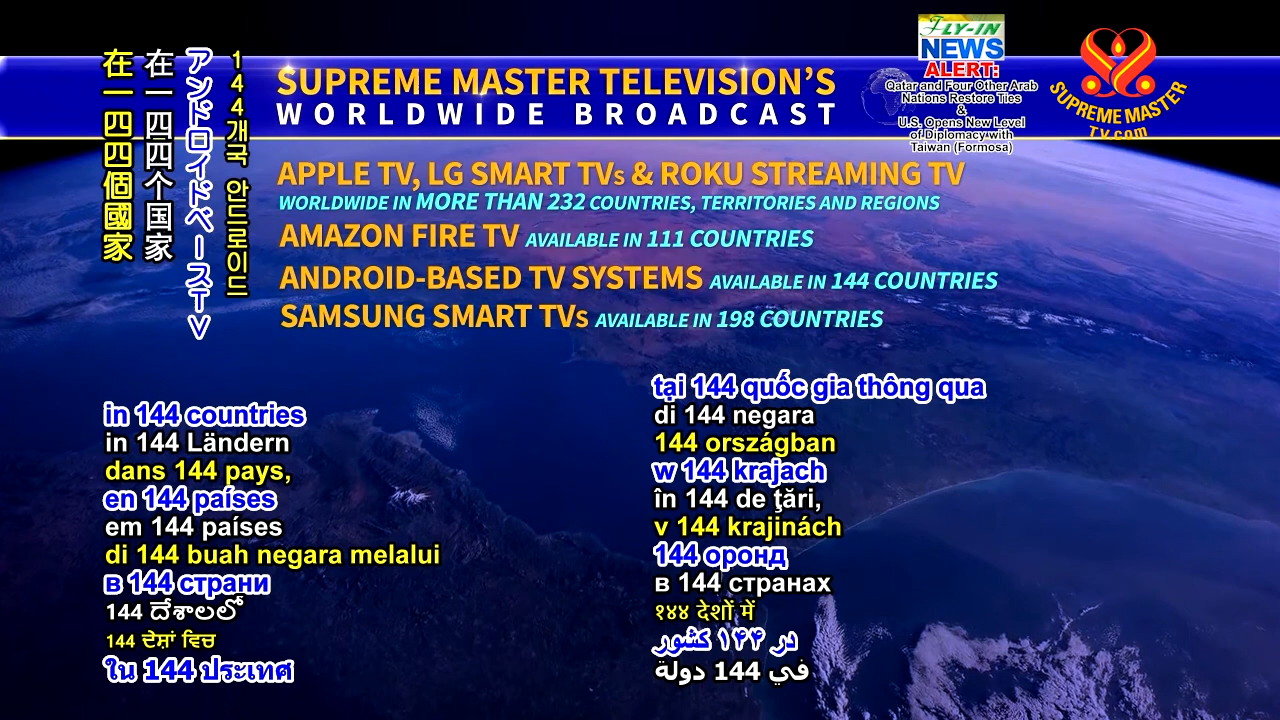 在一四四個國家
在一四四个国家
アンドロイドベースTV
144개국 안드로이드
SUPREME MASTER TELEVISION’S
WORLDWIDE BROADCAST
FLY-IN
NEWS
ALERT:
Qatar and Four Other Arab
Nations Restore Ties
&
U.S. Opens New Level
of Diplomacy with
Taiwan (Formosa)
SUPREME MASTER
TV.com
APPLE TV, LG SMART TVs & ROKU STREAMING TV
WORLDWIDE IN MORE THAN 232 COUNTRIES, TERRITORIES AND REGIONS
AMAZON FIRE TV AVAILABLE IN 111 COUNTRIES
ANDROID-BASED TV SYSTEMS AVAILABLE IN 144 COUNTRIES
SAMSUNG SMART TVs AVAILABLE IN 198 COUNTRIES
in 144 countries
in 144 Ländern
dans 144 pays,
en 144 países
em 144 países
di 144 buah negara melalui
в 144 страни
144 దేశాలలో
144 ਦੇਸ਼ਾਂ ਵਿਚ
ใน 144 ประเทศ
tại 144 quốc gia thông qua
di 144 negara
144 országban
w 144 krajach
în 144 de ţări,
v 144 krajinách
144 оронд
в 144 странах
१४४ देशों में
در ۱۴۴ کشور
في 144 دولة